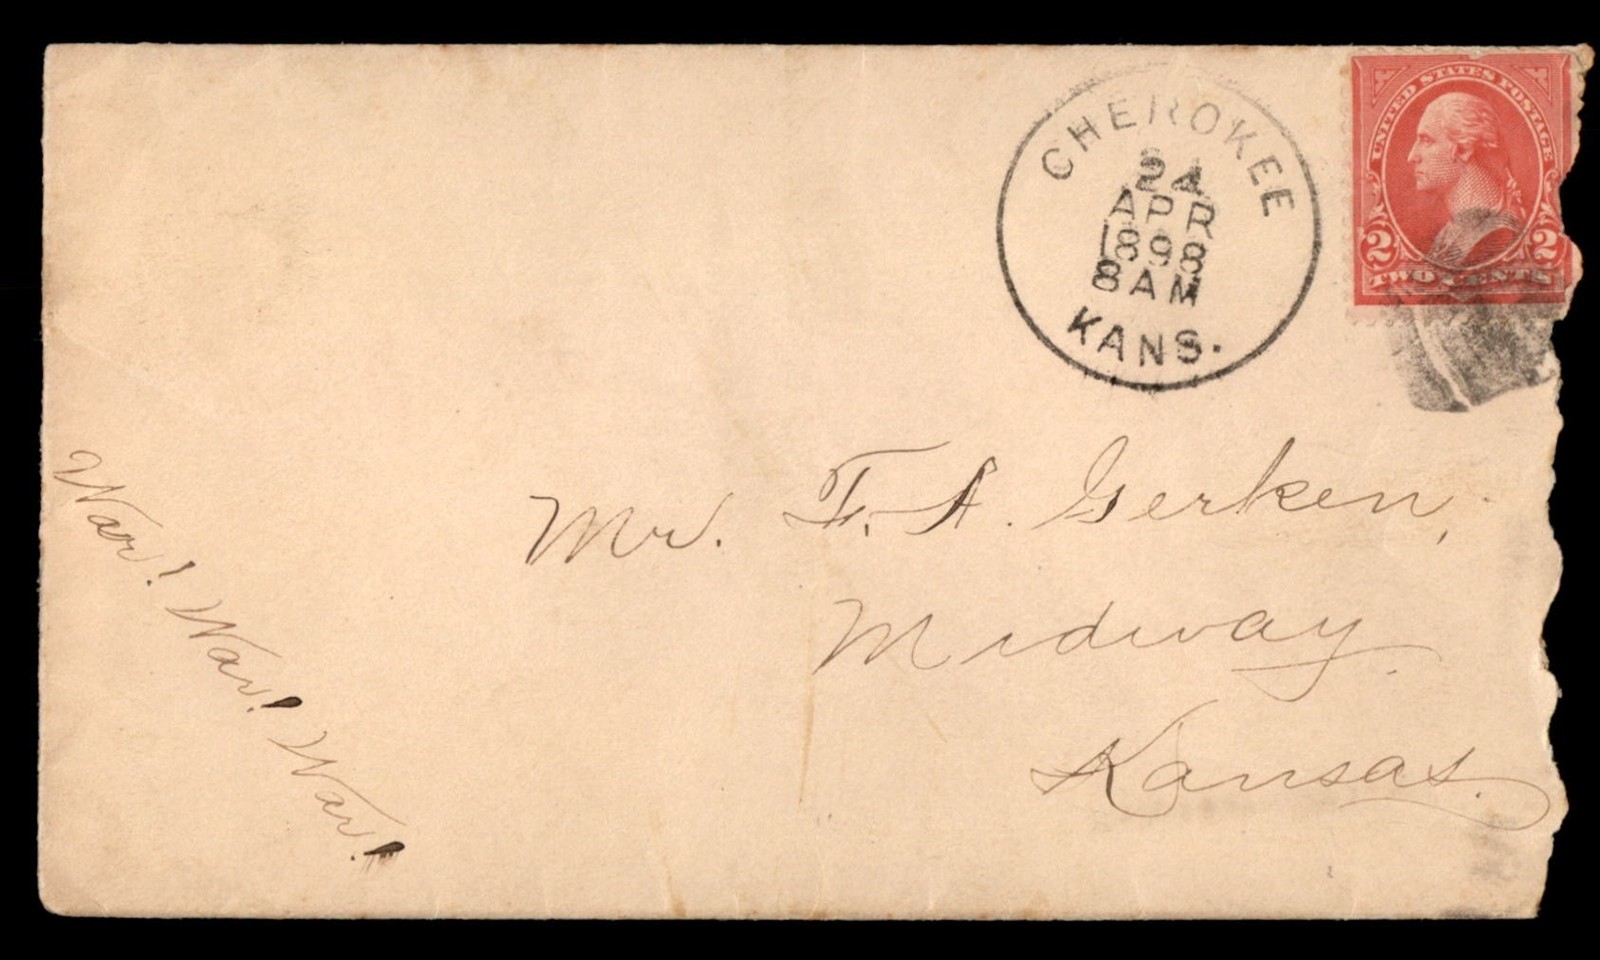 CHEROKEE
24
APR
1898
8 AM
KANS.
UNITED STATES POSTAGE
2 2
TWO CENTS
Mr. F. A. Gerken,
Midway.
Kansas.
War! War! War!